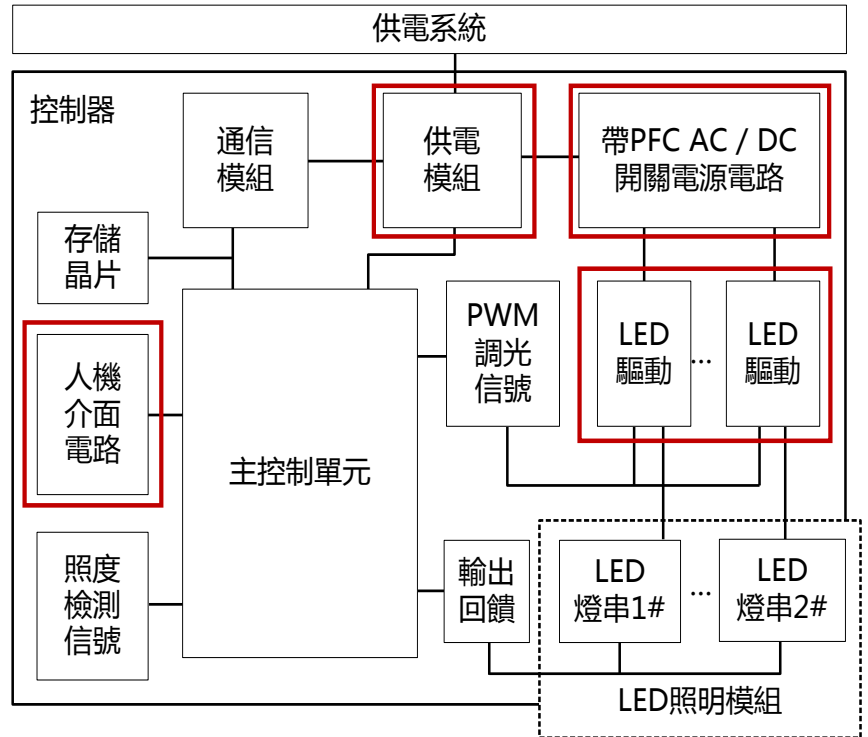 供電系統
控制器
通信
模組
供電
模組
帶PFC AC / DC
開關電源電路
存儲
晶片
人機
介面
電路
主控制單元
PWM
調光
信號
LED
驅動
...
LED
驅動
照度
檢測
信號
輸出
回饋
LED
燈串1#
...
LED
燈串2#
LED照明模組